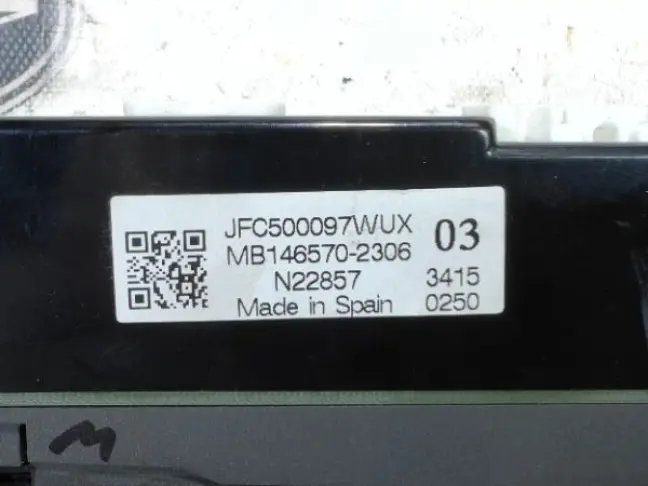 JFC500097WUX 03
MB146570-2306
N22857 3415
Made in Spain 0250
M